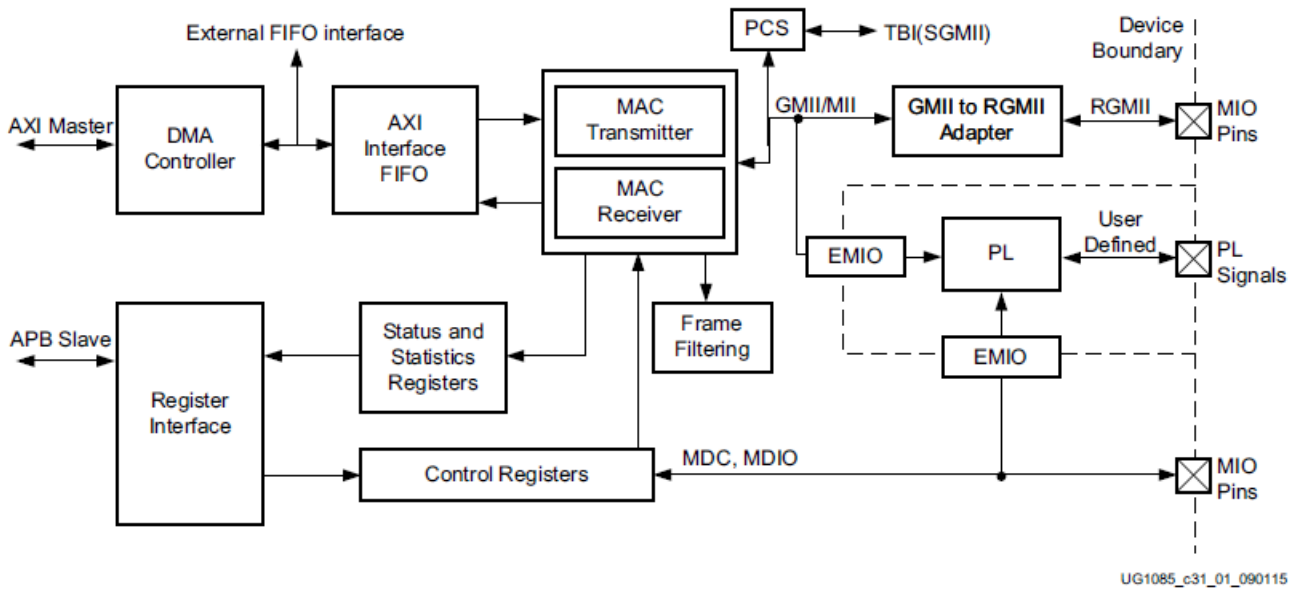 External FIFO interface
PCS
TBI(SGMII)
Device
Boundary
AXI Master
DMA
Controller
AXI
Interface
FIFO
MAC
Transmitter
MAC
Receiver
GMII/MII
GMII to RGMII
Adapter
RGMII
MIO
Pins
EMIO
PL
User
Defined
PL
Signals
APB Slave
Register
Interface
Status and
Statistics
Registers
Frame
Filtering
EMIO
Control Registers
MDC, MDIO
MIO
Pins
UG1085_c31_01_090115